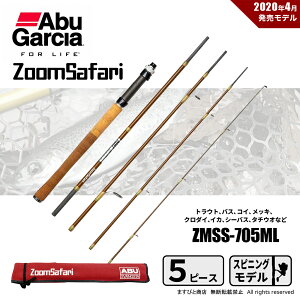 Abu
Garcia
FOR LIFE
2020年4月
発売モデル
ZoomSafari
トラウト、バス、コイ、メッキ、
クロダイ、イカ、シーバス、タチウオなど
ZMSS-705ML
ABU
5ピース
スピニング
モデル
ますびと商店 無断転載禁止 All rights reserved